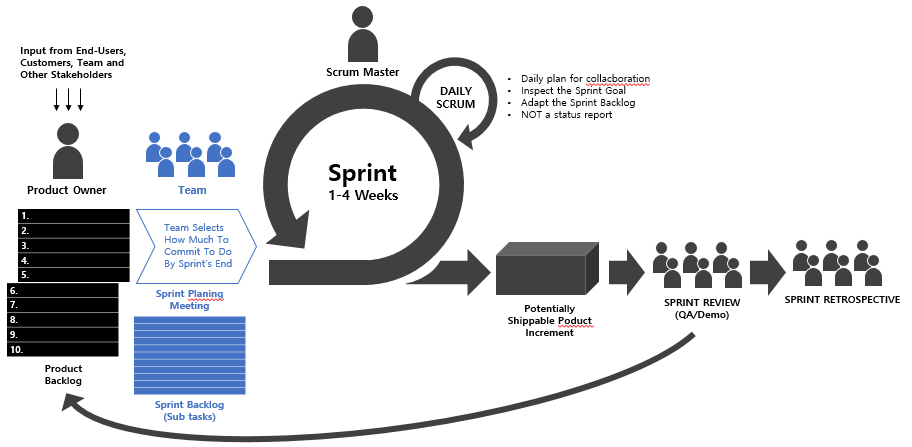 Input from End-Users,
Customers, Team and
Other Stakeholders
Product Owner
1.
2.
3.
4.
5.
6.
7.
8.
9.
10.
Product
Backlog
Team
Team Selects
How Much To
Commit To Do
By Sprint's End
Sprint Planing
Meeting
Sprint Backlog
(Sub tasks)
Scrum Master
Sprint
1-4 Weeks
DAILY
SCRUM
• Daily plan for collacboration
• Inspect the Sprint Goal
• Adapt the Sprint Backlog
• NOT a status report
Potentially
Shippable Poduct
Increment
SPRINT REVIEW
(QA/Demo)
SPRINT RETROSPECTIVE